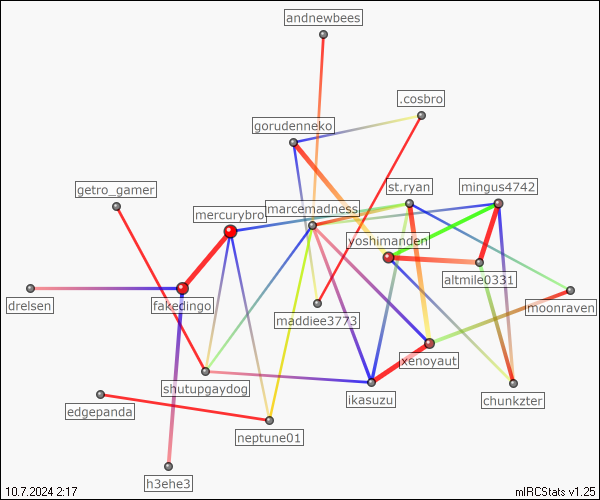 andnewbees
.cosbro
gorudenneko
getro_gamer
st.ryan
mingus4742
mercurybro
marcemadness
yoshimanden
altmile0331
drelsen
fakedingo
moonraven
maddiee3773
xenoyaut
shutupgaydog
ikasuzu
chunkzter
edgepanda
neptune01
h3ehe3
10.7.2024 2:17
mIRCStats v1.25